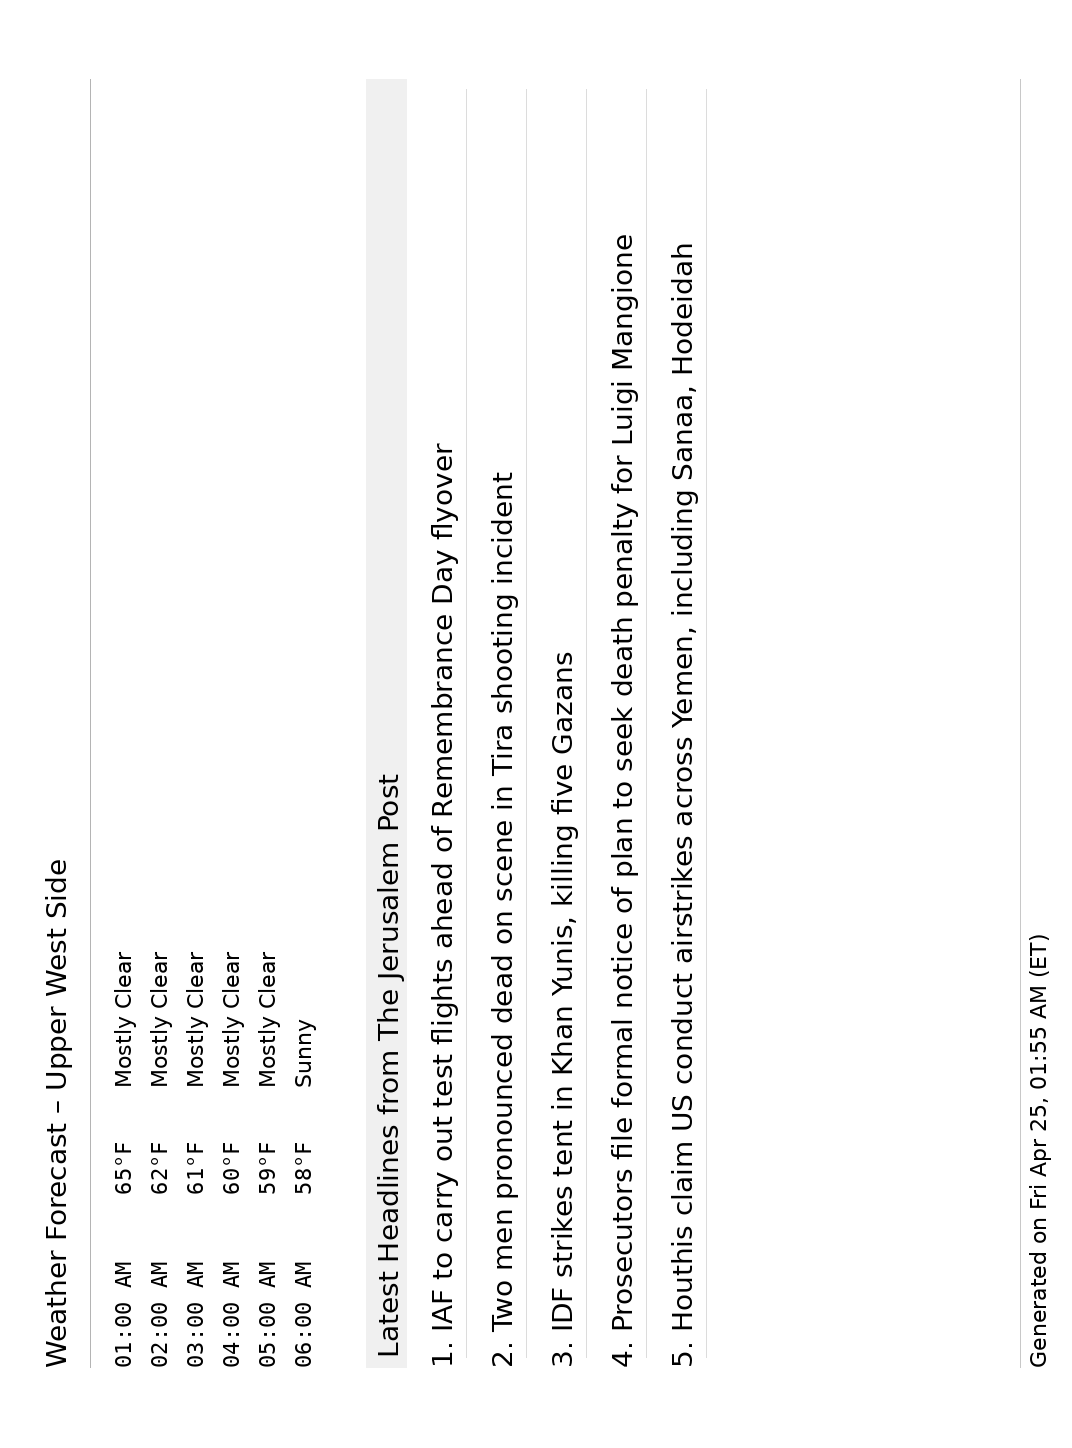 Weather Forecast – Upper West Side
01:00 AM 65°F Mostly Clear
02:00 AM 62°F Mostly Clear
03:00 AM 61°F Mostly Clear
04:00 AM 60°F Mostly Clear
05:00 AM 59°F Mostly Clear
06:00 AM 58°F Sunny
Latest Headlines from The Jerusalem Post
1. IAF to carry out test flights ahead of Remembrance Day flyover
2. Two men pronounced dead on scene in Tira shooting incident
3. IDF strikes tent in Khan Yunis, killing five Gazans
4. Prosecutors file formal notice of plan to seek death penalty for Luigi Mangione
5. Houthis claim US conduct airstrikes across Yemen, including Sanaa, Hodeidah
Generated on Fri Apr 25, 01:55 AM (ET)